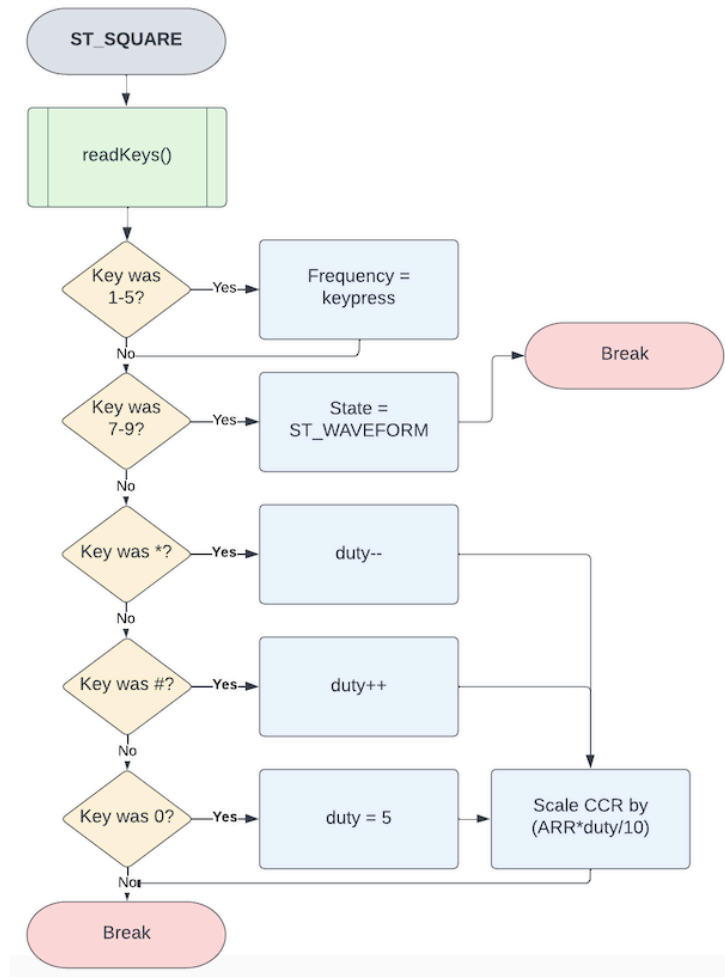 ST_SQUARE
readKeys()
Key was
1-5?
Yes
Frequency =
keypress
No
Key was
7-9?
Yes
State =
ST_WAVEFORM
Break
No
Key was *?
Yes
duty--
No
Key was #?
Yes
duty++
No
Key was 0?
Yes
duty = 5
Scale CCR by
(ARR*duty/10)
No
Break